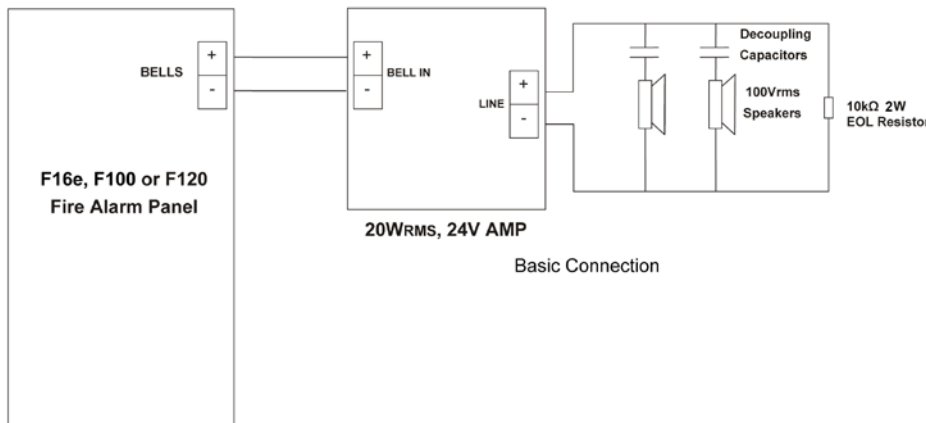 BELLS
+
-
F16e, F100 or F120
Fire Alarm Panel
+
-
BELL IN
LINE
+
-
20WRMS, 24V AMP
Decoupling
Capacitors
100Vrms
Speakers
10kΩ 2W
EOL Resistor
Basic Connection